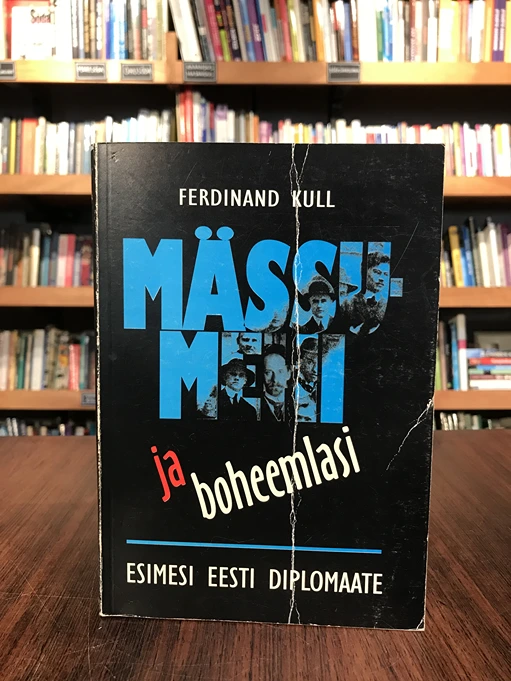 FERDINAND KULL
MÄSSU-
MEHI
ja
boheemlasi
ESIMESI EESTI DIPLOMAATE